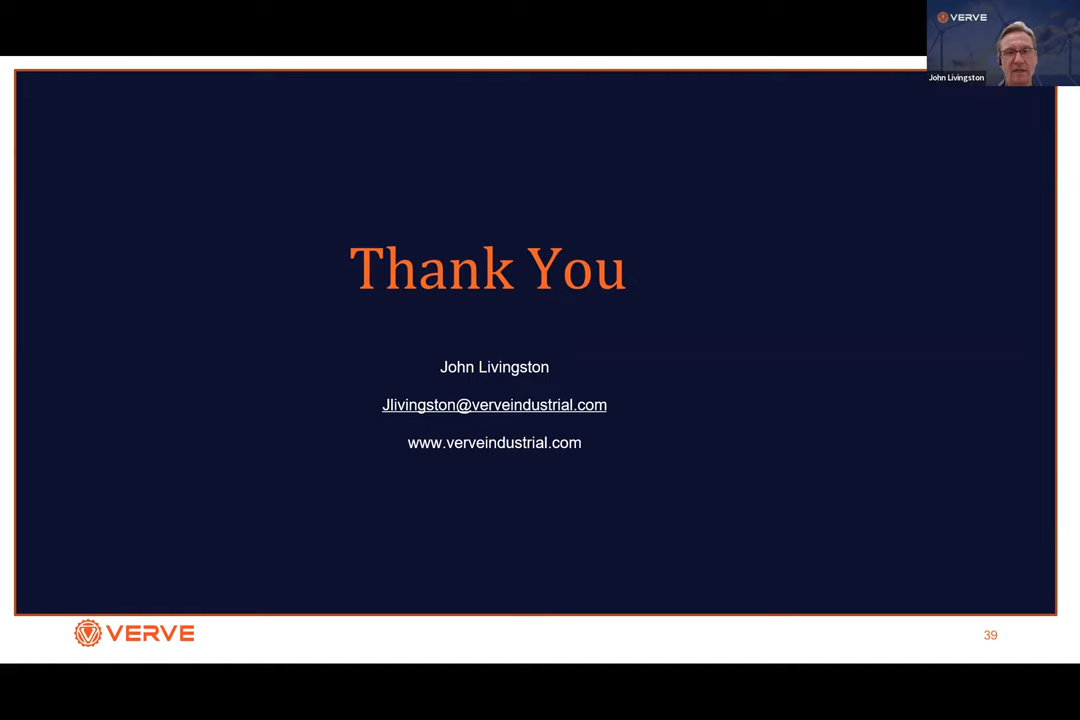 VERVE
John Livingston
Thank You
John Livingston
Jlivingston@verveindustrial.com
www.verveindustrial.com
VERVE
39